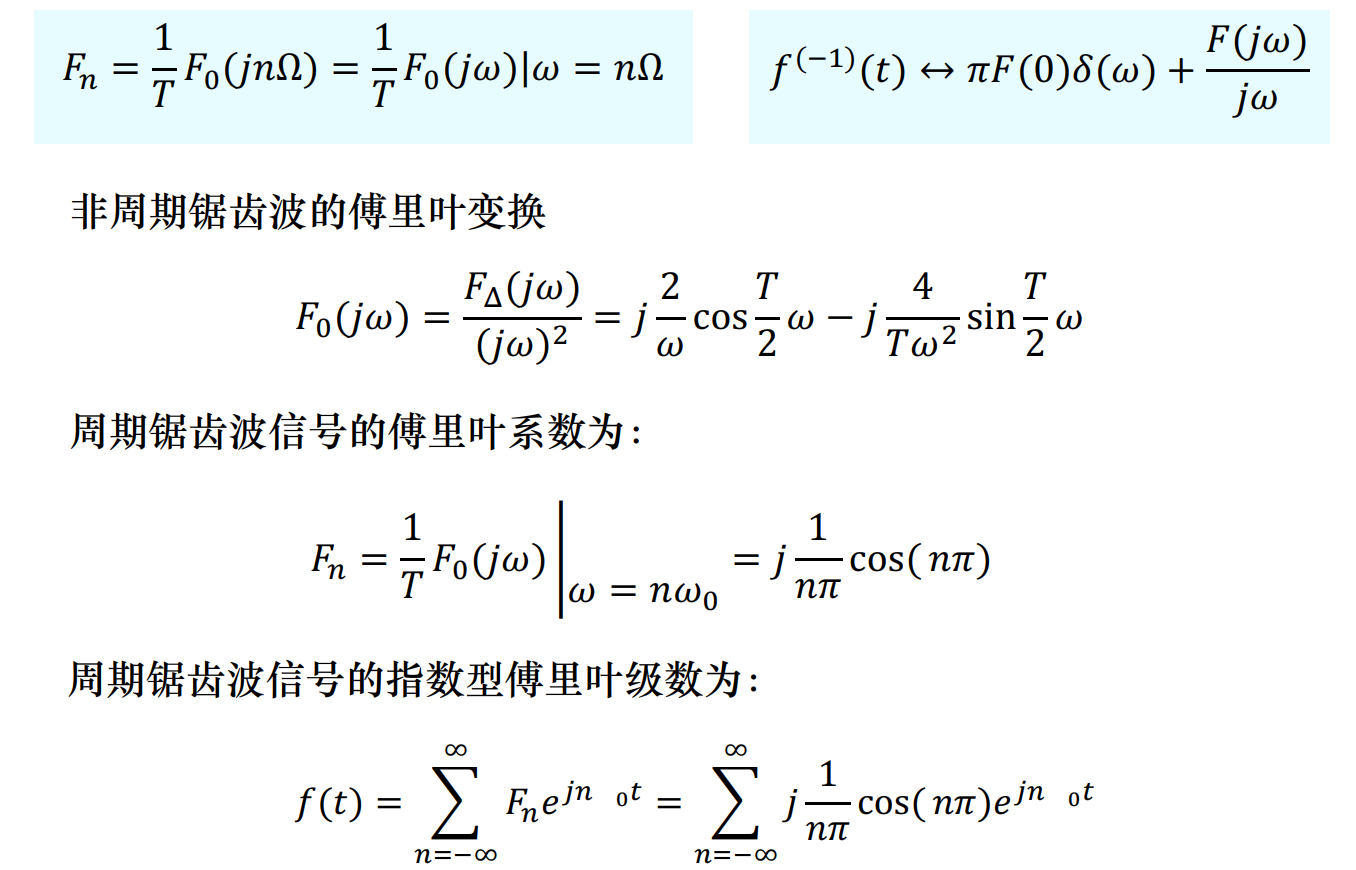 $F_n = \frac{1}{T}F_0(jn\Omega) = \frac{1}{T}F_0(j\omega)|\omega = n\Omega$
$f^{(-1)}(t) \leftrightarrow \pi F(0)\delta(\omega) + \frac{F(j\omega)}{j\omega}$
非周期锯齿波的傅里叶变换
$F_0(j\omega) = \frac{F_\Delta(j\omega)}{(j\omega)^2} = j\frac{2}{\omega}\cos\frac{T}{2}\omega - j\frac{4}{T\omega^2}\sin\frac{T}{2}\omega$
周期锯齿波信号的傅里叶系数为：
$F_n = \frac{1}{T}F_0(j\omega)\Big|_{\omega = n\omega_0} = j\frac{1}{n\pi}\cos(n\pi)$
周期锯齿波信号的指数型傅里叶级数为：
$f(t) = \sum_{n=-\infty}^{\infty} F_n e^{jn\ _0t} = \sum_{n=-\infty}^{\infty} j\frac{1}{n\pi}\cos(n\pi)e^{jn\ _0t}$